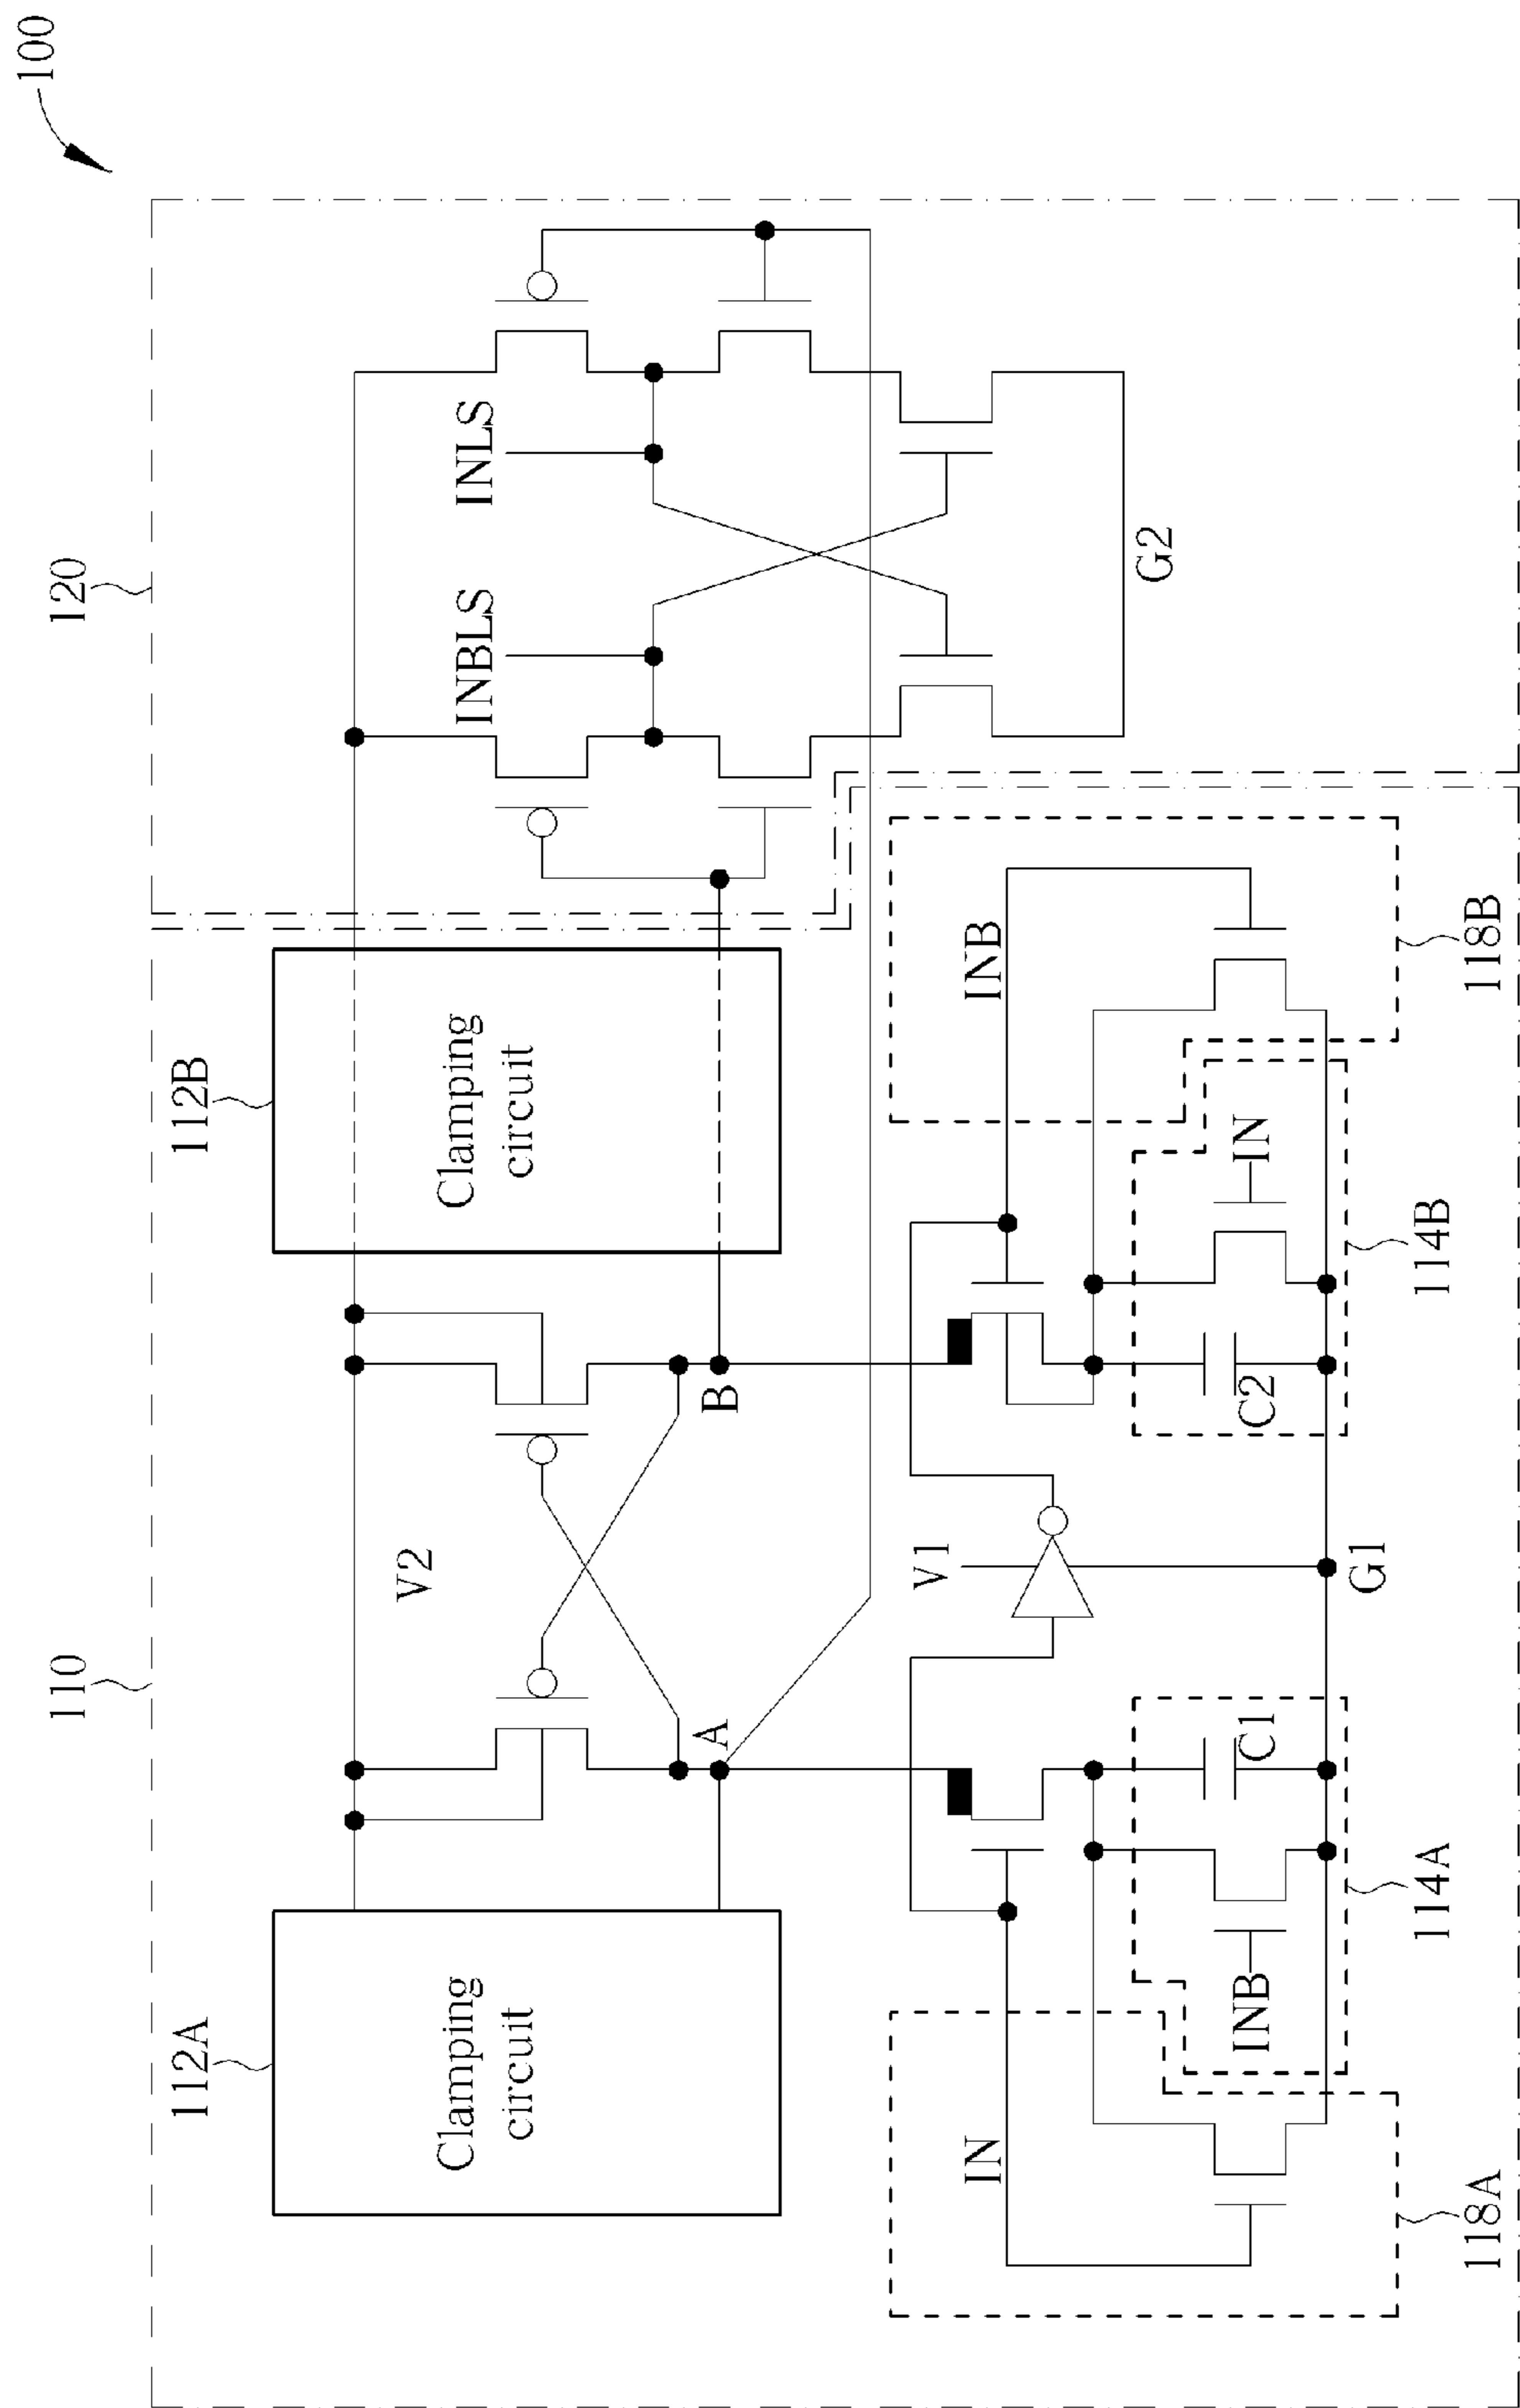 100
110
120
112A
Clamping
circuit
V2
112B
Clamping
circuit
INBLS
INLS
A
B
G2
IN
V1
INB
INB
C1
C2
IN
G1
118A
114A
114B
118B